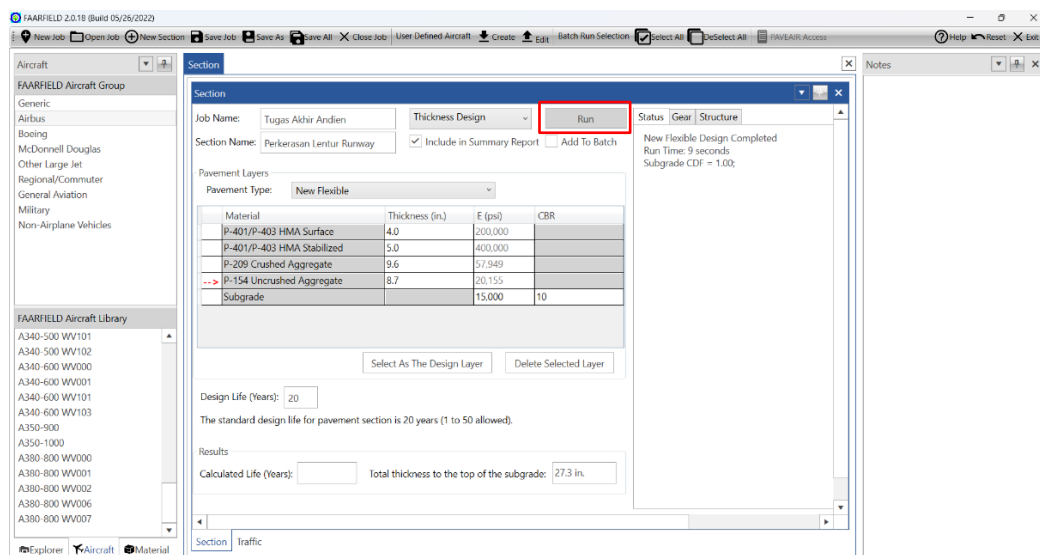 FAARFIELD 2.0.18 (Build 05/26/2022)
New Job Open Job New Section Save Job Save As Save All Close Job User Defined Aircraft Create Edit Batch Run Selection Select All DeSelect All PAVEAIR Access Help Reset Exit
Aircraft
FAARFIELD Aircraft Group
Generic
Airbus
Boeing
McDonnell Douglas
Other Large Jet
Regional/Commuter
General Aviation
Military
Non-Airplane Vehicles
FAARFIELD Aircraft Library
A340-500 WV101
A340-500 WV102
A340-600 WV000
A340-600 WV001
A340-600 WV101
A340-600 WV103
A350-900
A350-1000
A380-800 WV000
A380-800 WV001
A380-800 WV002
A380-800 WV006
A380-800 WV007
Explorer Aircraft Material
Section
Section
Job Name: Tugas Akhir Andien Thickness Design Run
Section Name: Perkerasan Lentur Runway Include in Summary Report Add To Batch
Pavement Layers
Pavement Type: New Flexible
Material Thickness (in.) E (psi) CBR
P-401/P-403 HMA Surface 4.0 200,000
P-401/P-403 HMA Stabilized 5.0 400,000
P-209 Crushed Aggregate 9.6 57,949
--> P-154 Uncrushed Aggregate 8.7 20,155
Subgrade 15,000 10
Select As The Design Layer Delete Selected Layer
Design Life (Years): 20
The standard design life for pavement section is 20 years (1 to 50 allowed).
Results
Calculated Life (Years): Total thickness to the top of the subgrade: 27.3 in.
Section Traffic
Status Gear Structure
New Flexible Design Completed
Run Time: 9 seconds
Subgrade CDF = 1.00;
Notes